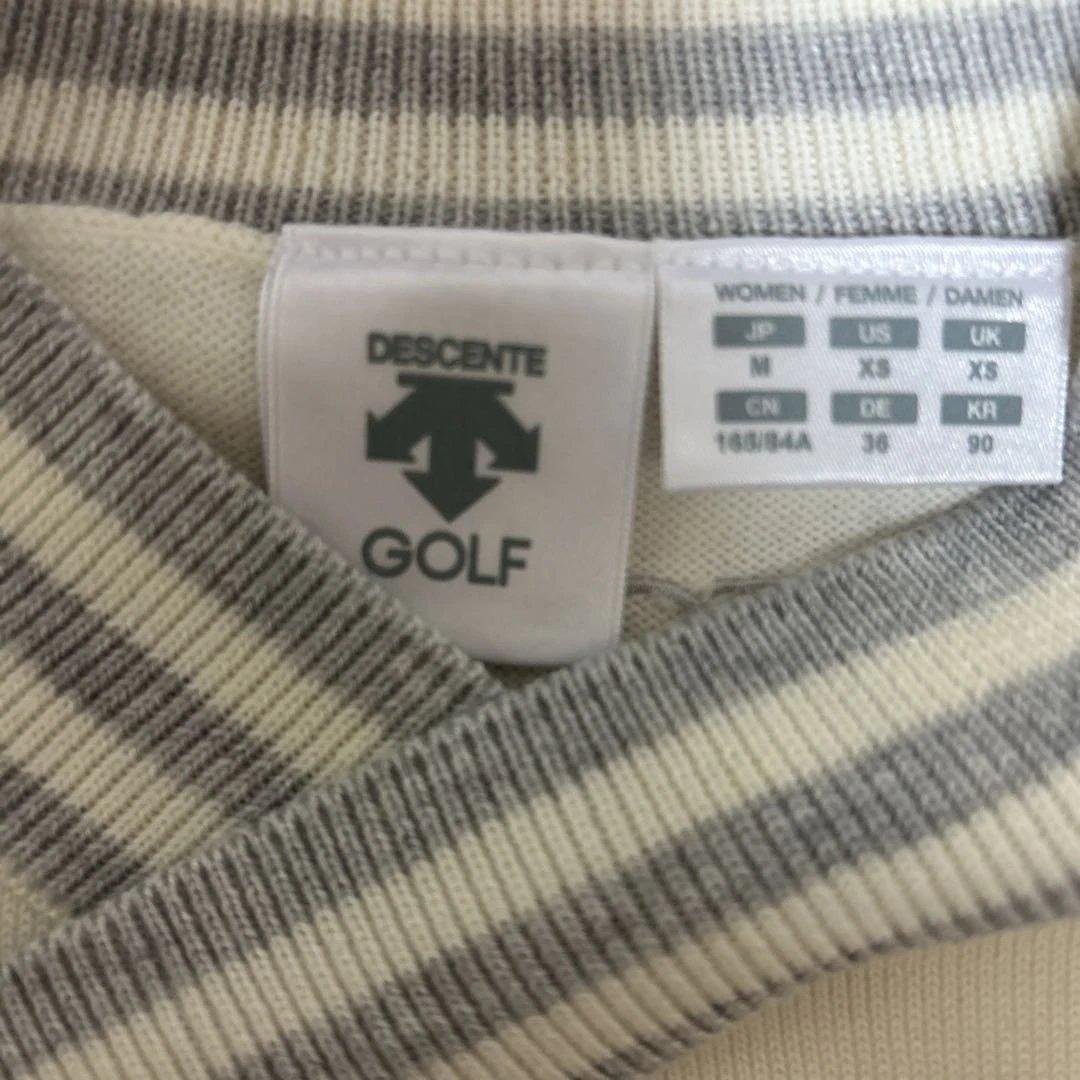 DESCENTE
GOLF
WOMEN / FEMME / DAMEN
JP US UK
M XS XS
CN DE KR
165/84A 36 90